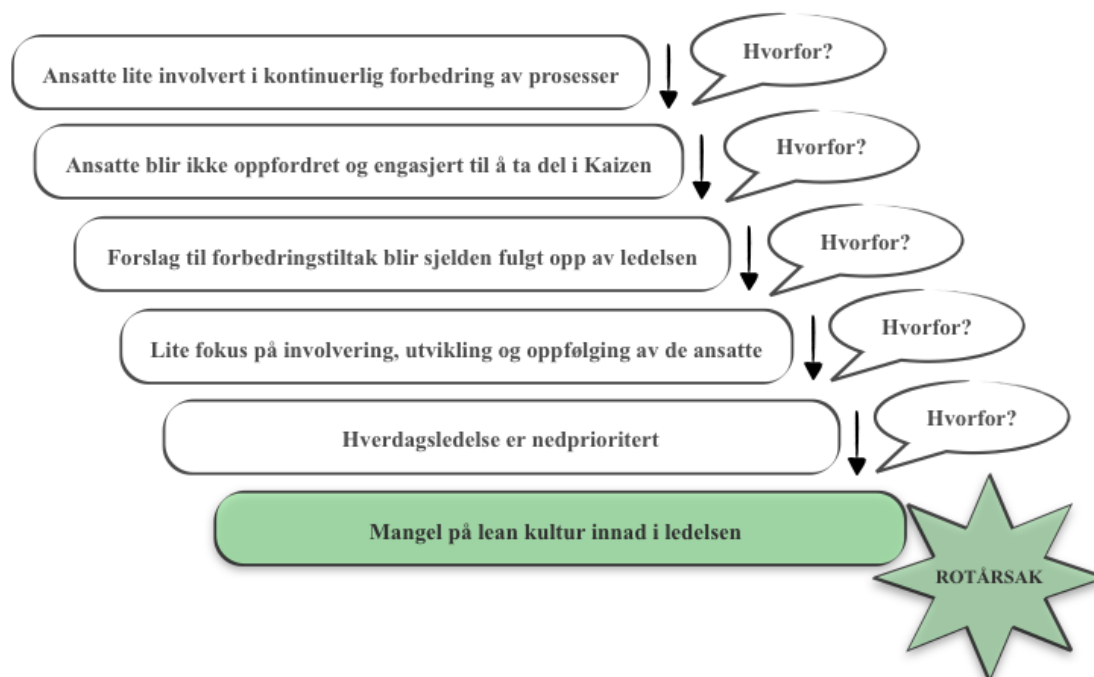 Hvorfor?
Ansatte lite involvert i kontinuerlig forbedring av prosesser
Hvorfor?
Ansatte blir ikke oppfordret og engasjert til å ta del i Kaizen
Hvorfor?
Forslag til forbedringstiltak blir sjelden fulgt opp av ledelsen
Hvorfor?
Lite fokus på involvering, utvikling og oppfølging av de ansatte
Hvorfor?
Hverdagsledelse er nedprioritert
Mangel på lean kultur innad i ledelsen
ROTÅRSAK